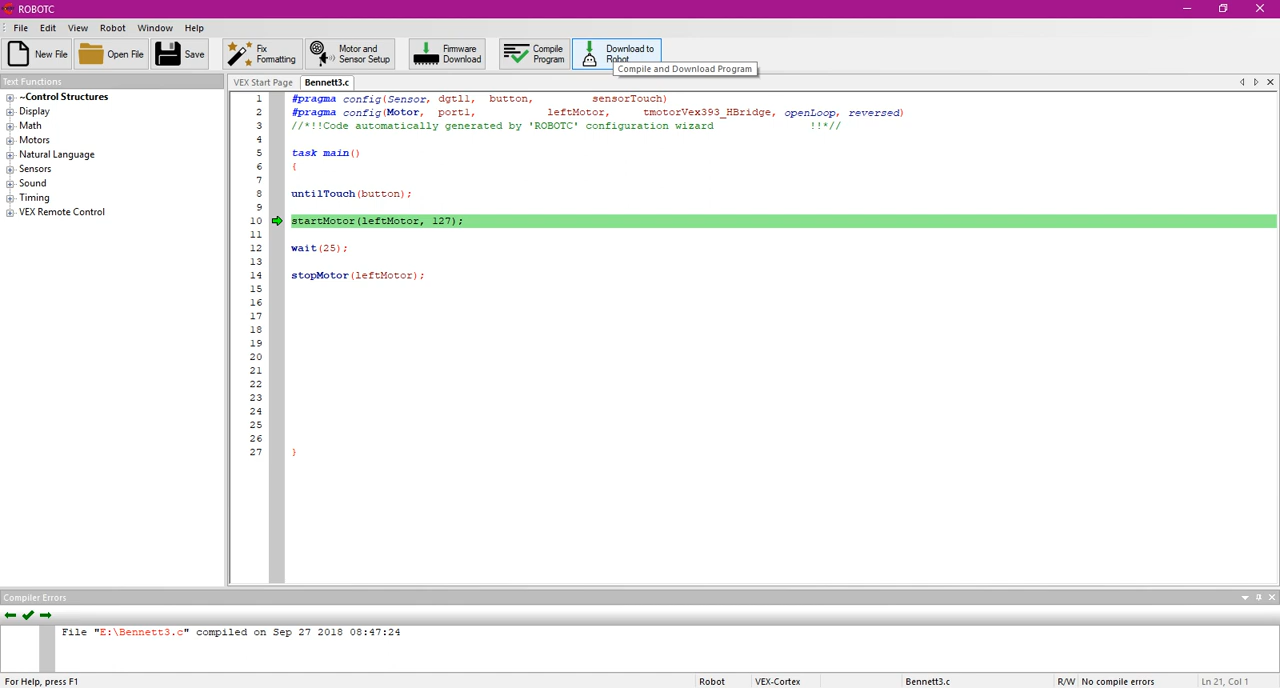 ROBOTC
File Edit View Robot Window Help
New File Open File Save Fix Formatting Motor and Sensor Setup Firmware Download Compile Program Download to Robot
Compile and Download Program
Text Functions
~Control Structures
Display
Math
Motors
Natural Language
Sensors
Sound
Timing
VEX Remote Control
VEX Start Page Bennett3.c
1 #pragma config(Sensor, dgtl1, button, sensorTouch)
2 #pragma config(Motor, port1, leftMotor, tmotorVex393_HBridge, openLoop, reversed)
3 //*!!Code automatically generated by 'ROBOTC' configuration wizard !!*//
4
5 task main()
6 {
7
8 untilTouch(button);
9
10 startMotor(leftMotor, 127);
11
12 wait(25);
13
14 stopMotor(leftMotor);
15
16
17
18
19
20
21
22
23
24
25
26
27 }
Compiler Errors
File "E:\Bennett3.c" compiled on Sep 27 2018 08:47:24
For Help, press F1 Robot VEX-Cortex Bennett3.c R/W No compile errors Ln 21, Col 1